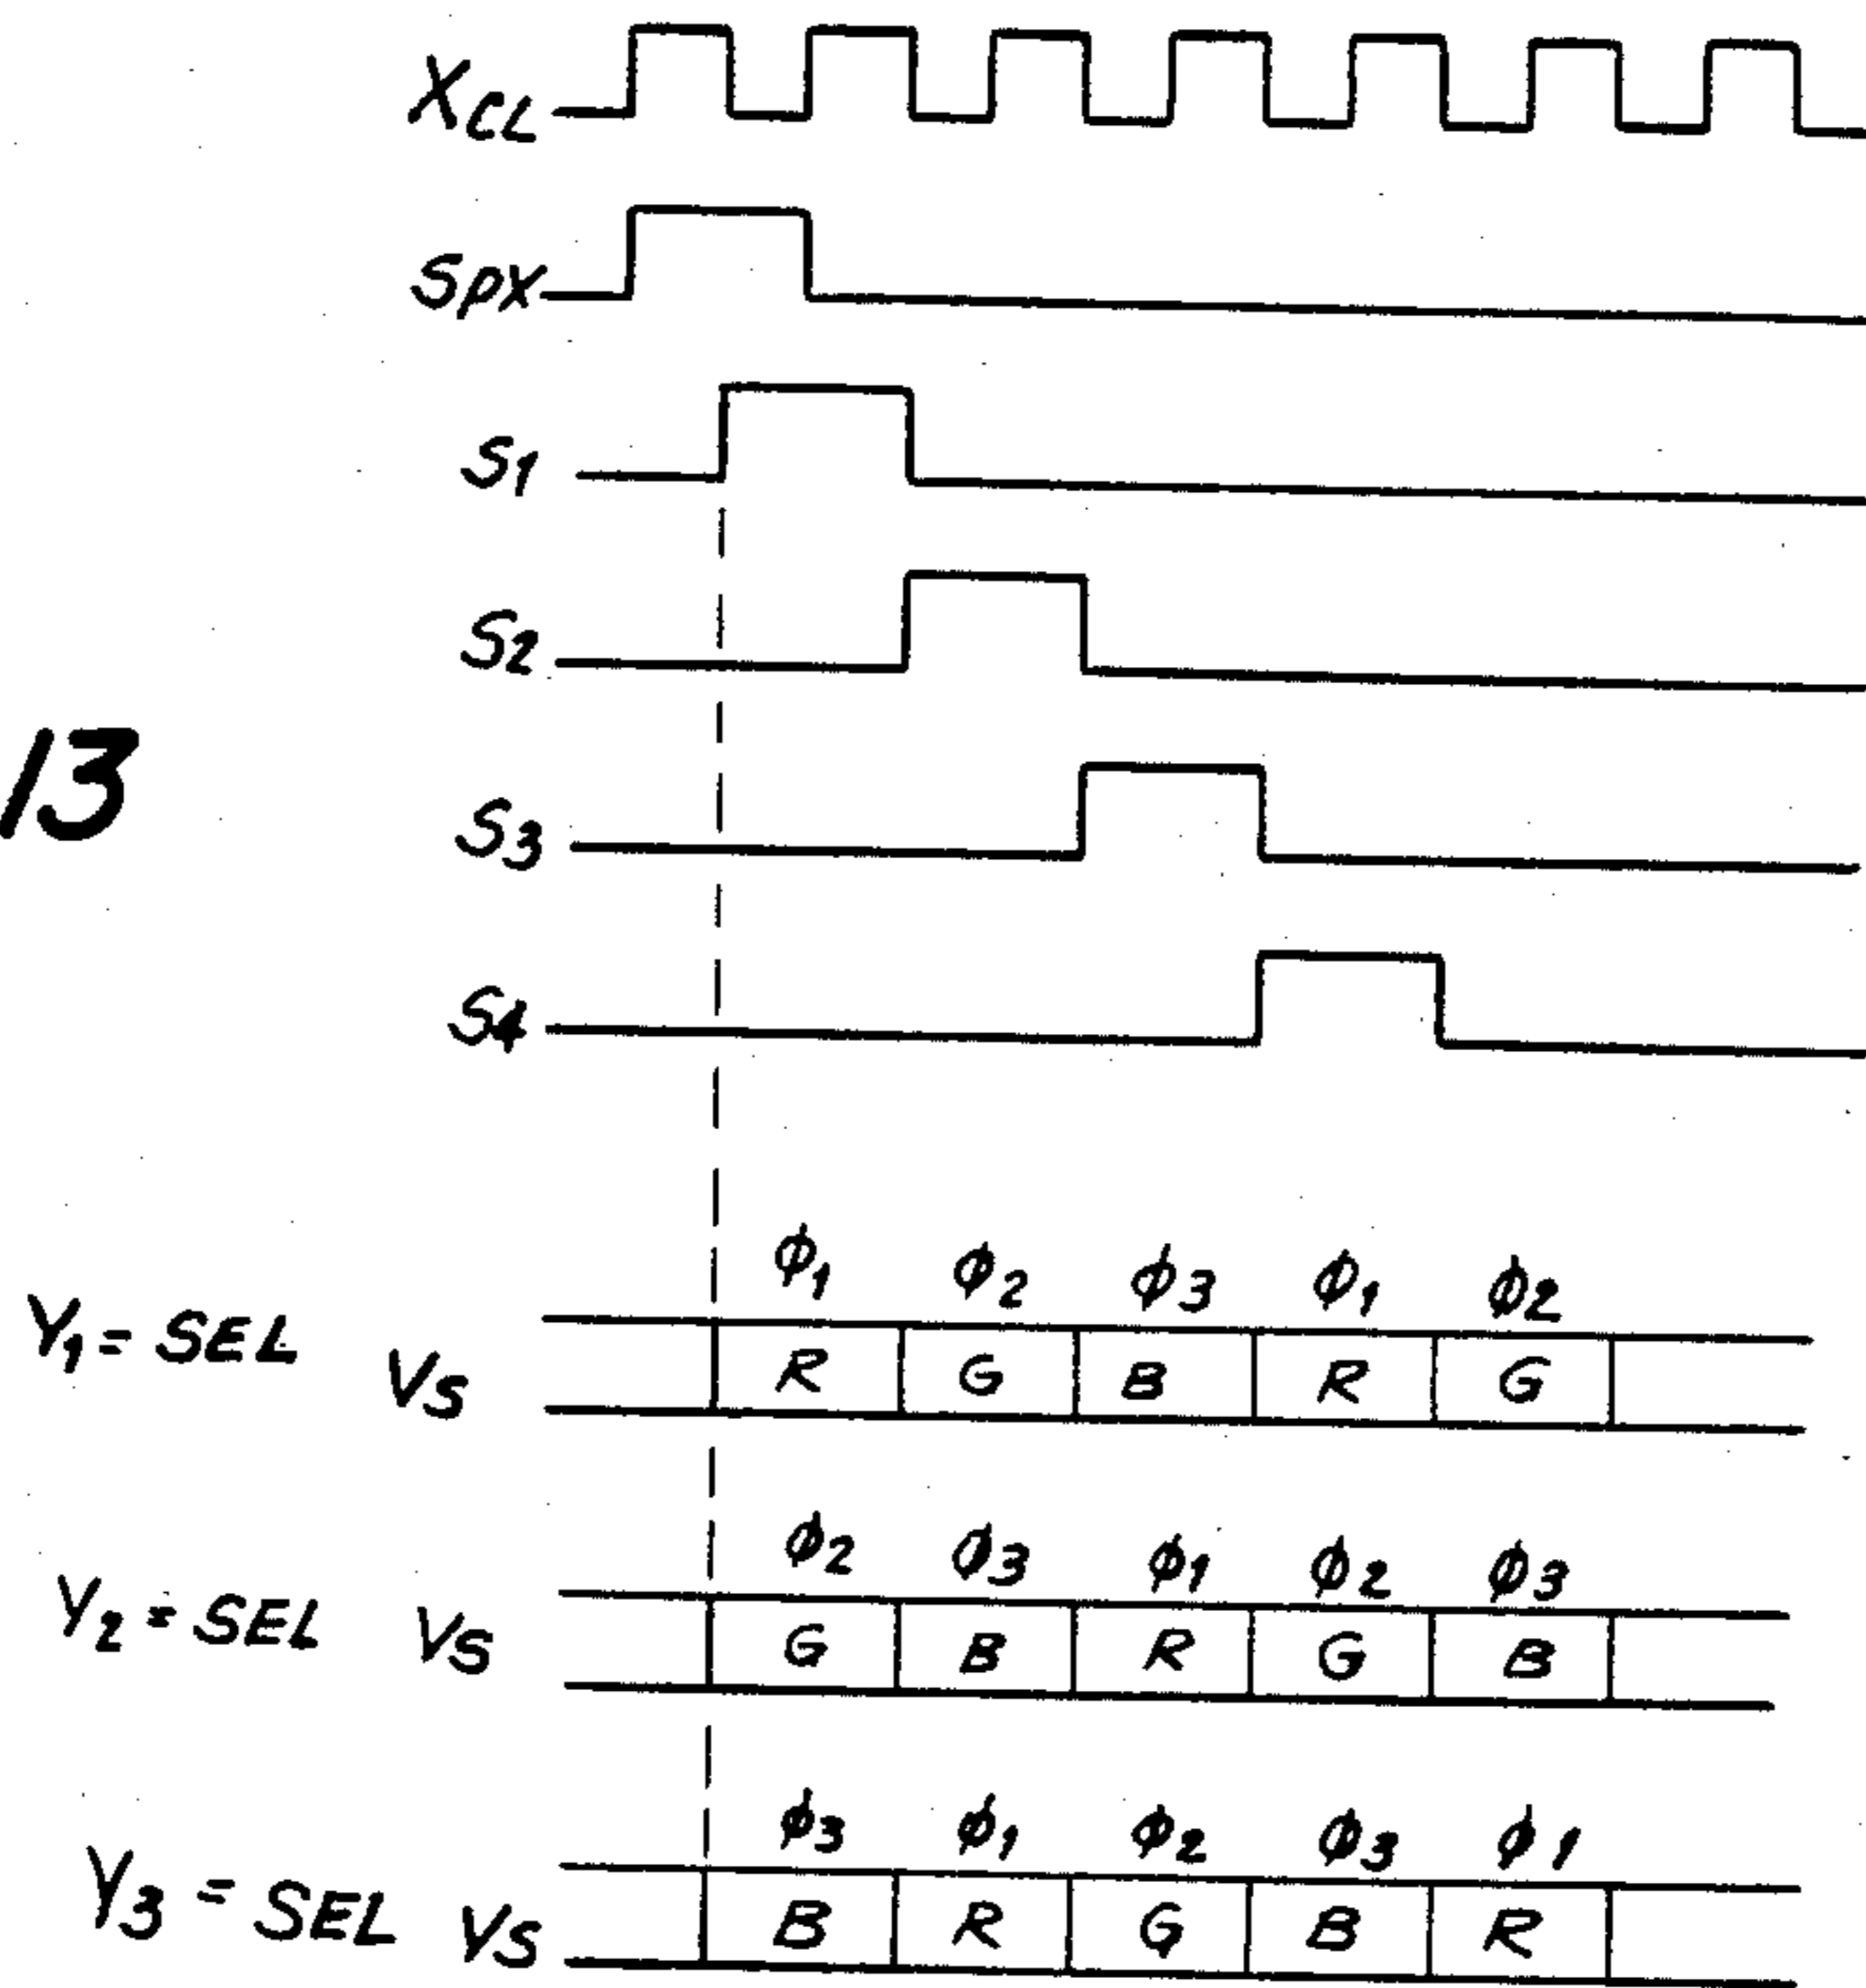 XCL
SPX
S1
S2
13
S3
S4
ϕ1 ϕ2 ϕ3 ϕ1 ϕ2
Y1 = SEL VS R G B R G
ϕ2 ϕ3 ϕ1 ϕ2 ϕ3
Y2 = SEL VS G B R G B
ϕ3 ϕ1 ϕ2 ϕ3 ϕ1
Y3 = SEL VS B R G B R